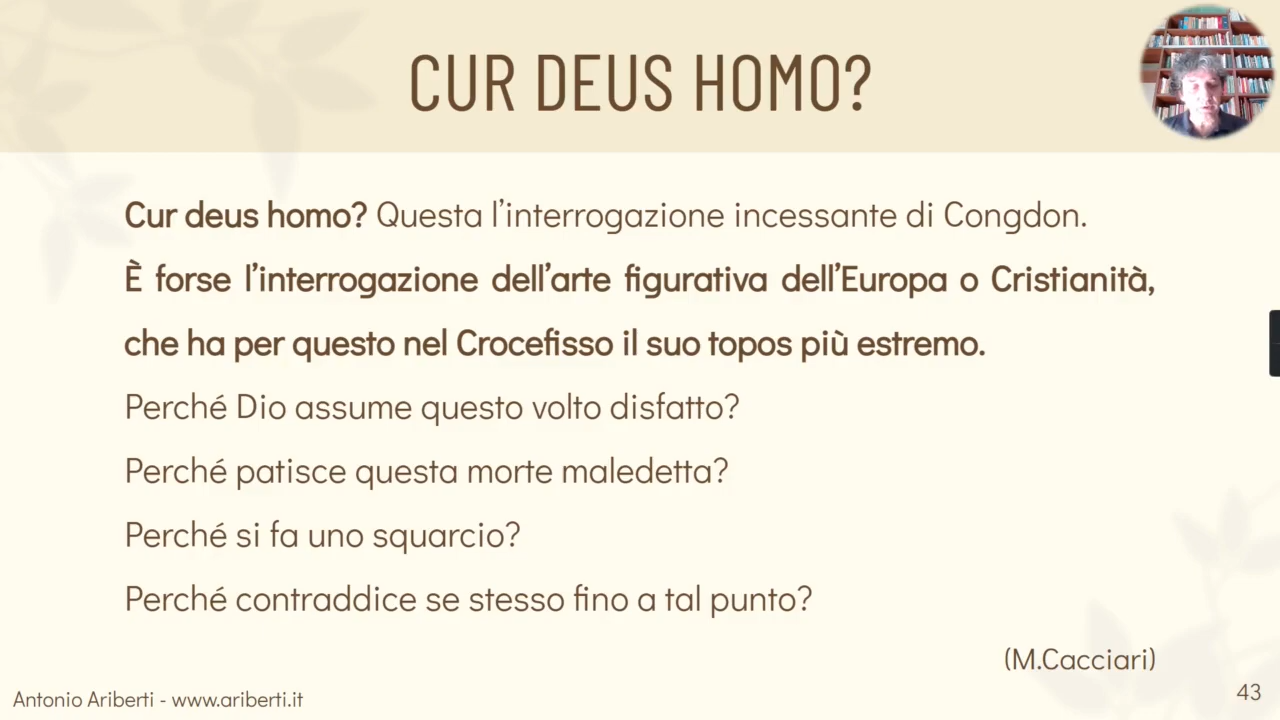 CUR DEUS HOMO?
Cur deus homo? Questa l'interrogazione incessante di Congdon.
È forse l'interrogazione dell'arte figurativa dell'Europa o Cristianità,
che ha per questo nel Crocefisso il suo topos più estremo.
Perché Dio assume questo volto disfatto?
Perché patisce questa morte maledetta?
Perché si fa uno squarcio?
Perché contraddice se stesso fino a tal punto?
(M.Cacciari)
Antonio Ariberti - www.ariberti.it
43